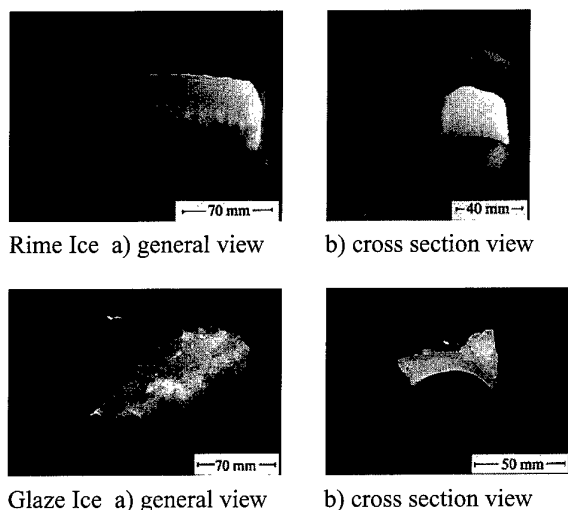 70 mm
40 mm
Rime Ice a) general view
b) cross section view
70 mm
50 mm
Glaze Ice a) general view
b) cross section view